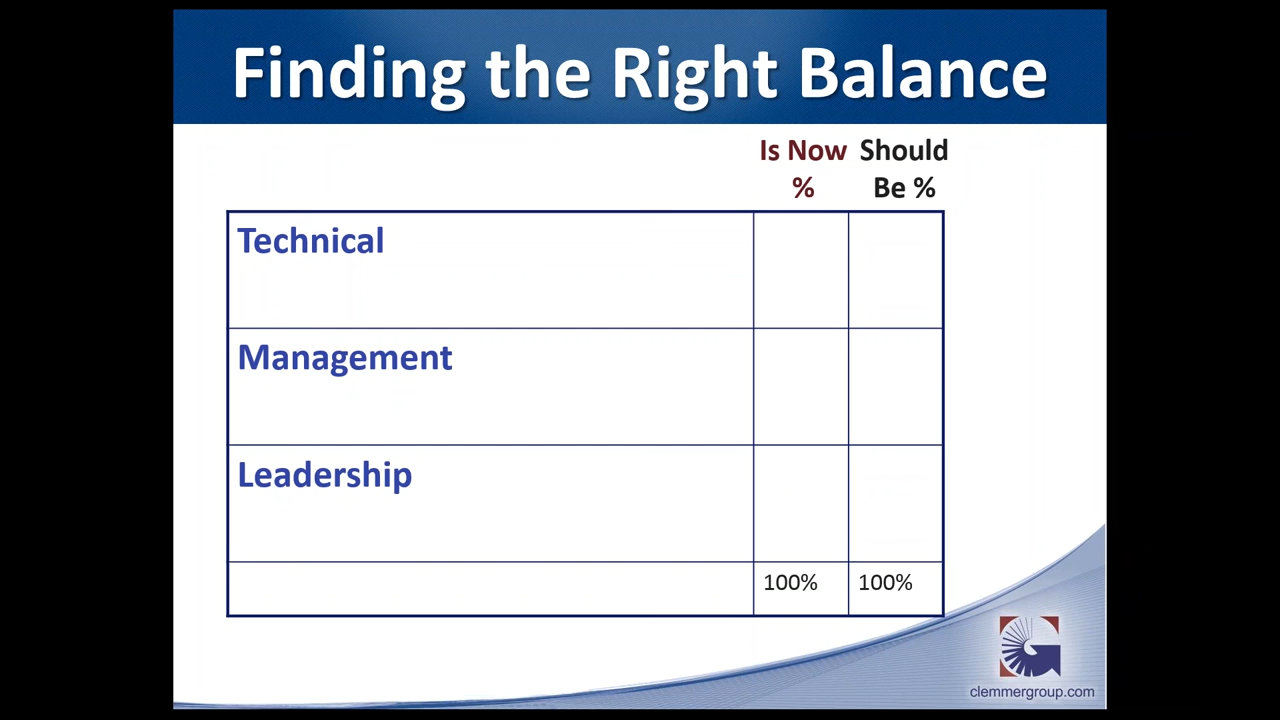 Finding the Right Balance
Is Now Should
% Be %
Technical
Management
Leadership
100% 100%
clemmergroup.com